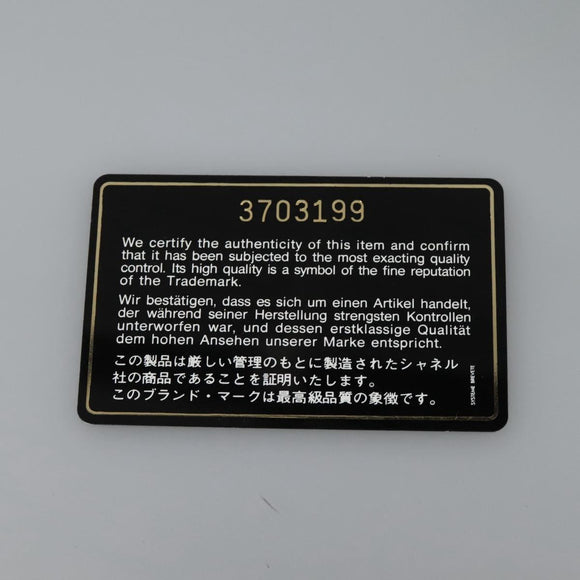 3703199
We certify the authenticity of this item and confirm
that it has been subjected to the most exacting quality
control. Its high quality is a symbol of the fine reputation
of the Trademark.
Wir bestätigen, dass es sich um einen Artikel handelt,
der während seiner Herstellung strengsten Kontrollen
unterworfen war, und dessen erstklassige Qualität
dem hohen Ansehen unserer Marke entspricht.
この製品は厳しい管理のもとに製造されたシャネル
社の商品であることを証明いたします。
このブランド・マークは最高級品質の象徴です。
SYSTEME BREVETE